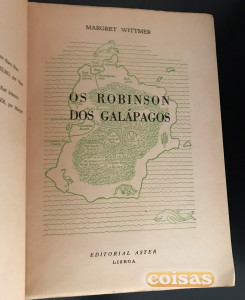 MARGRET WITTMER
OS ROBINSON
DOS GALÁPAGOS
EDITORIAL ASTER
LISBOA
coisas